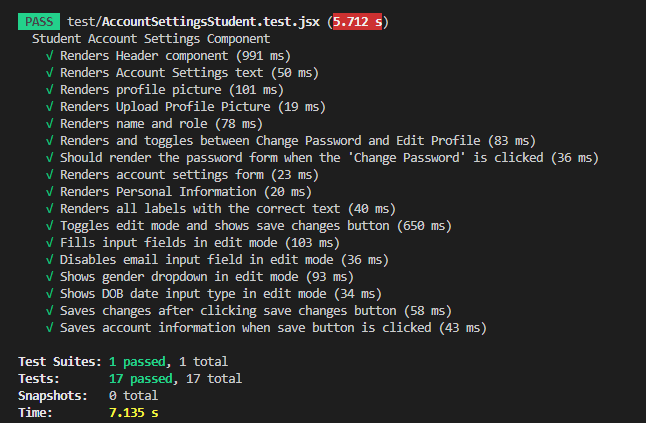 PASS test/AccountSettingsStudent.test.jsx (5.712 s)
Student Account Settings Component
√ Renders Header component (991 ms)
√ Renders Account Settings text (50 ms)
√ Renders profile picture (101 ms)
√ Renders Upload Profile Picture (19 ms)
√ Renders name and role (78 ms)
√ Renders and toggles between Change Password and Edit Profile (83 ms)
√ Should render the password form when the 'Change Password' is clicked (36 ms)
√ Renders account settings form (23 ms)
√ Renders Personal Information (20 ms)
√ Renders all labels with the correct text (40 ms)
√ Toggles edit mode and shows save changes button (650 ms)
√ Fills input fields in edit mode (103 ms)
√ Disables email input field in edit mode (36 ms)
√ Shows gender dropdown in edit mode (93 ms)
√ Shows DOB date input type in edit mode (34 ms)
√ Saves changes after clicking save changes button (58 ms)
√ Saves account information when save button is clicked (43 ms)
Test Suites: 1 passed, 1 total
Tests: 17 passed, 17 total
Snapshots: 0 total
Time: 7.135 s